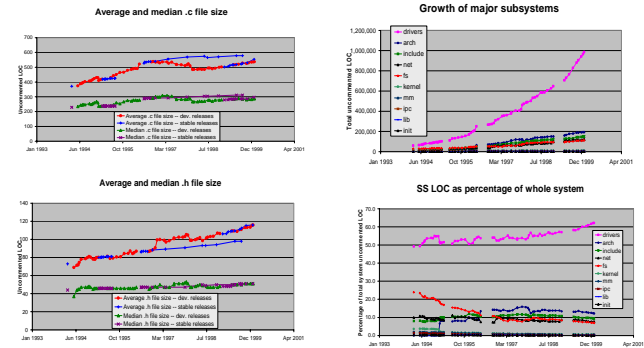 Average and median .c file size
Uncommented LOC
700
600
500
400
300
200
100
0
Average .c file size -- dev. releases
Average .c file size -- stable releases
Median .c file size -- dev. releases
Median .c file size -- stable releases
Jan 1993 Jun 1994 Oct 1995 Mar 1997 Jul 1998 Dec 1999 Apr 2001
Growth of major subsystems
Total uncommented LOC
1,200,000
1,000,000
800,000
600,000
400,000
200,000
drivers
arch
include
net
fs
kernel
mm
ipc
lib
init
Jan 1993 Jun 1994 Oct 1995 Mar 1997 Jul 1998 Dec 1999 Apr 2001
Average and median .h file size
Uncommented LOC
140
120
100
80
60
40
20
0
Average .h file size -- dev. releases
Average .h file size -- stable releases
Median .h file size -- dev. releases
Median .h file size -- stable releases
Jan 1993 Jun 1994 Oct 1995 Mar 1997 Jul 1998 Dec 1999 Apr 2001
SS LOC as percentage of whole system
Percentage of total system uncommented LOC
70.0
60.0
50.0
40.0
30.0
20.0
10.0
0.0
drivers
arch
include
net
fs
kernel
mm
ipc
lib
init
Jan 1993 Jun 1994 Oct 1995 Mar 1997 Jul 1998 Dec 1999 Apr 2001